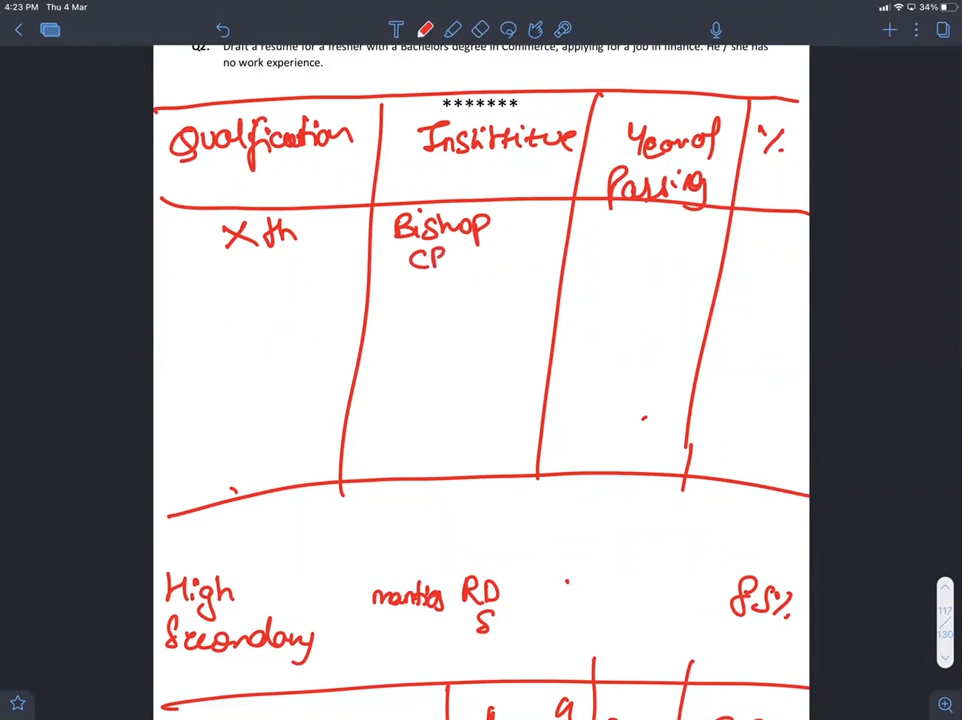 4:23 PM Thu 4 Mar
34%
Q2. Draft a resume for a fresher with a Bachelors degree in Commerce, applying for a job in finance. He / she has
no work experience.
*******
Qualification Instittitue Year of %
Passing
Xth Bishop
CP
High RD 85%
Secondary S
117
130